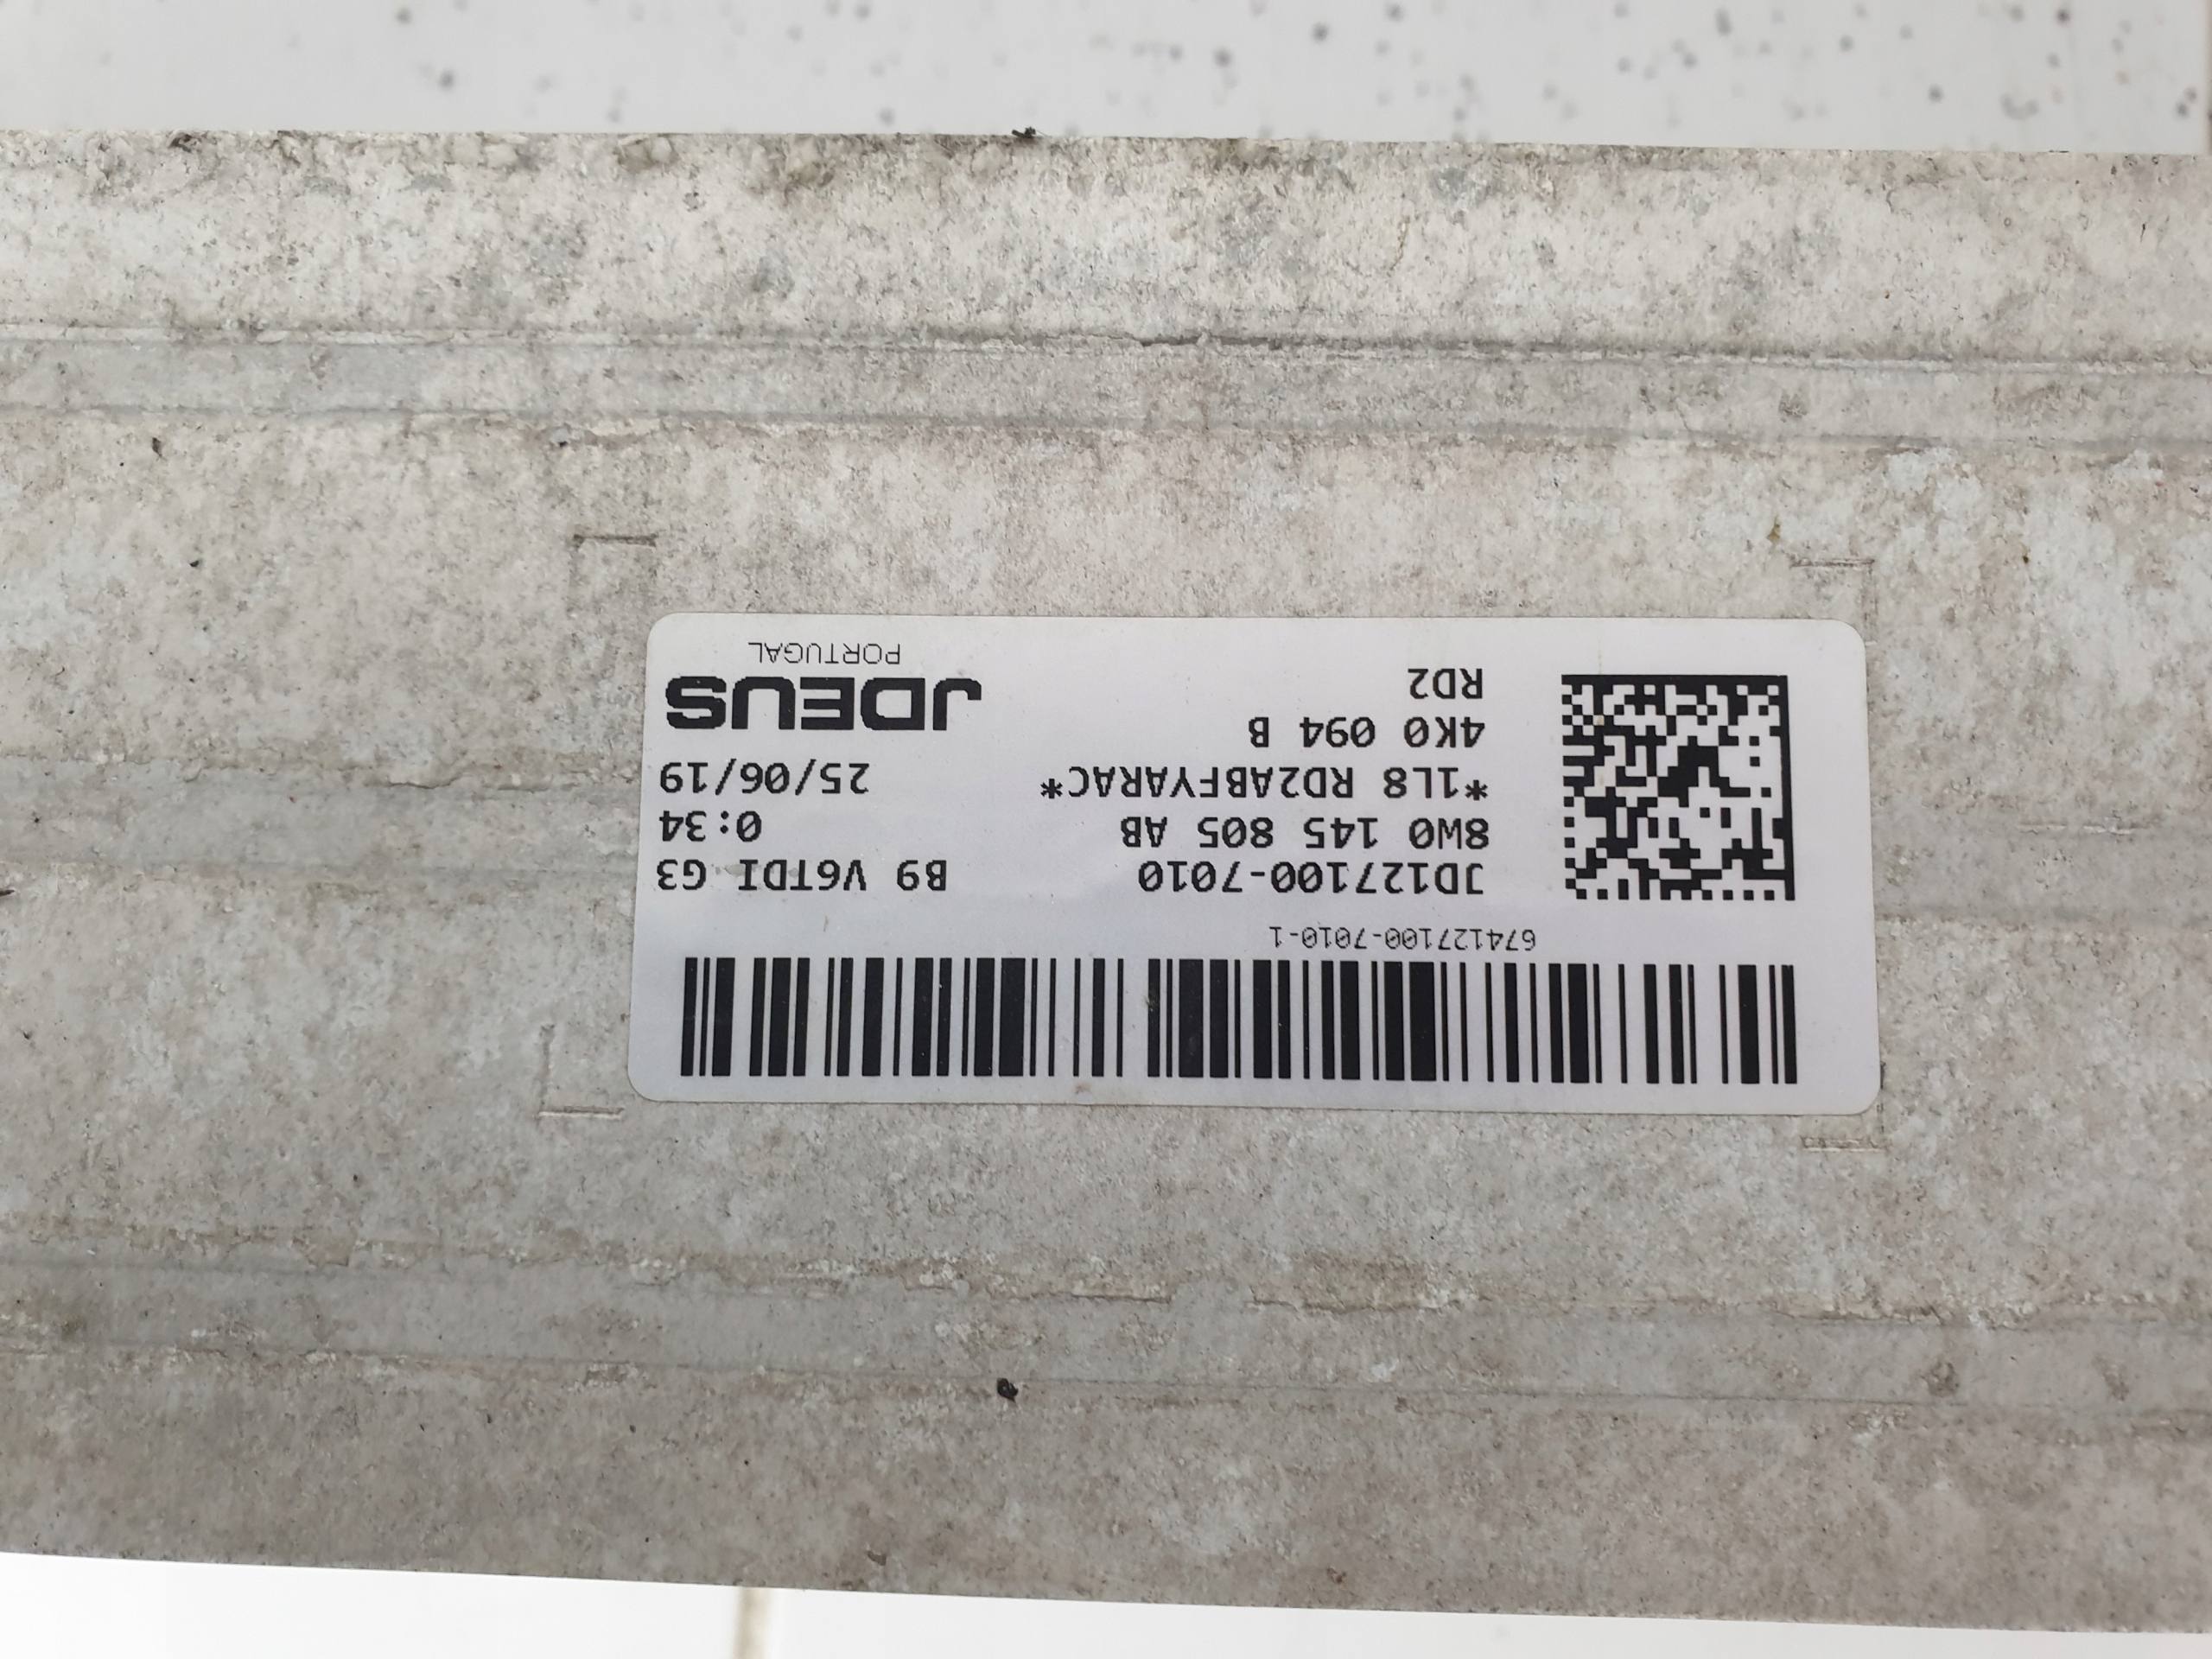 674127100-7010-1
JD127100-7010 B9 V6TDI G3
8W0 145 805 AB 0:34
*1L8 RD2ABFYARAC* 25/06/19
4K0 094 B JDEUS
RD2 PORTUGAL